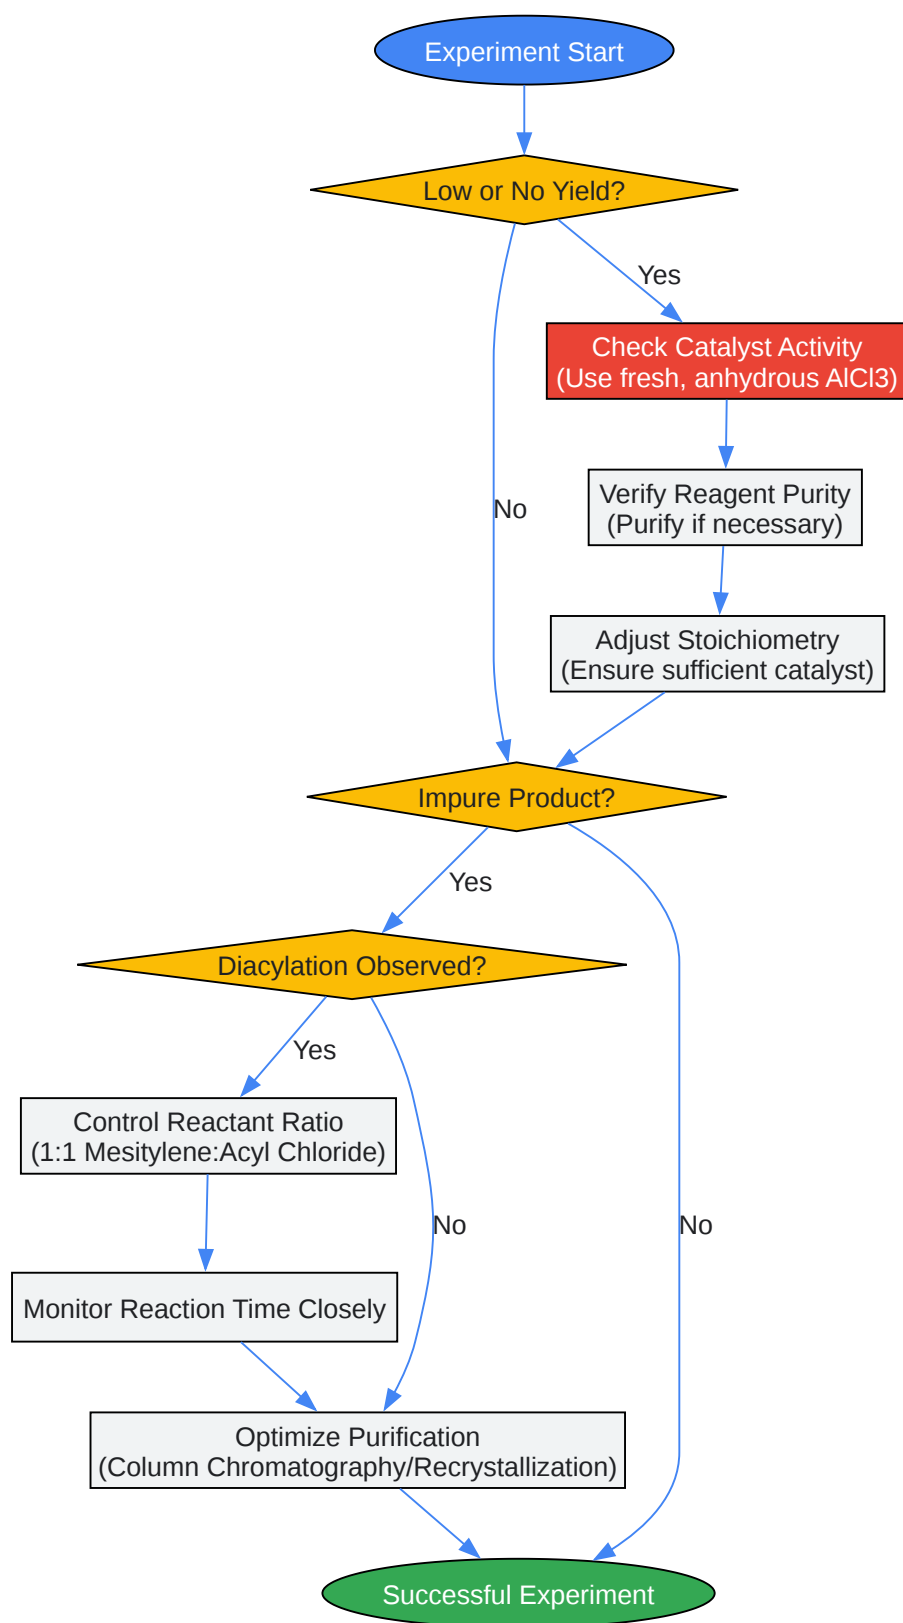 Experiment Start
Low or No Yield?
Yes
Check Catalyst Activity
(Use fresh, anhydrous AlCl3)
Verify Reagent Purity
(Purify if necessary)
No
Adjust Stoichiometry
(Ensure sufficient catalyst)
Impure Product?
Yes
Diacylation Observed?
Yes
Control Reactant Ratio
(1:1 Mesitylene:Acyl Chloride)
No
No
Monitor Reaction Time Closely
Optimize Purification
(Column Chromatography/Recrystallization)
Successful Experiment